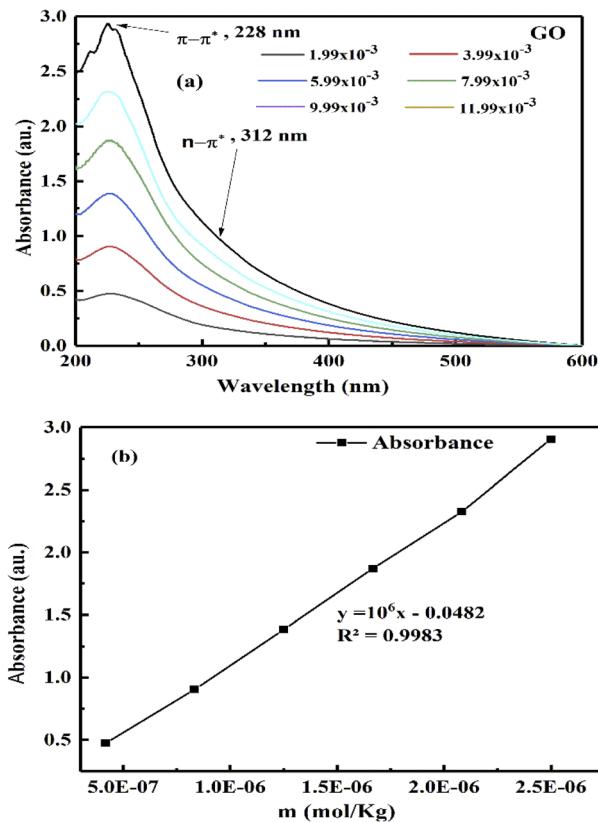 3.0
π–π*, 228 nm
GO
1.99x10⁻³
3.99x10⁻³
2.5
(a)
5.99x10⁻³
7.99x10⁻³
9.99x10⁻³
11.99x10⁻³
2.0
n–π*, 312 nm
1.5
1.0
0.5
0.0
Absorbance (au.)
200 300 400 500 600
Wavelength (nm)
3.0
(b)
Absorbance
2.5
2.0
y =10⁶x - 0.0482
R² = 0.9983
1.5
1.0
0.5
Absorbance (au.)
5.0E-07 1.0E-06 1.5E-06 2.0E-06 2.5E-06
m (mol/Kg)